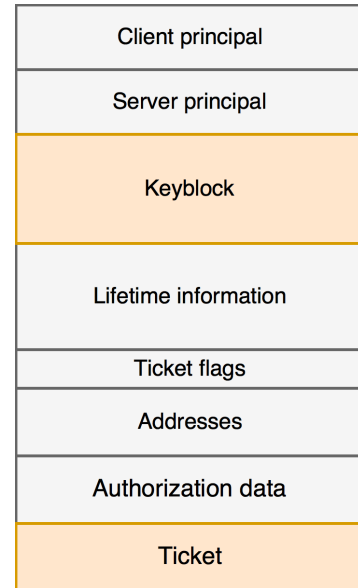 Client principal
Server principal
Keyblock
Lifetime information
Ticket flags
Addresses
Authorization data
Ticket